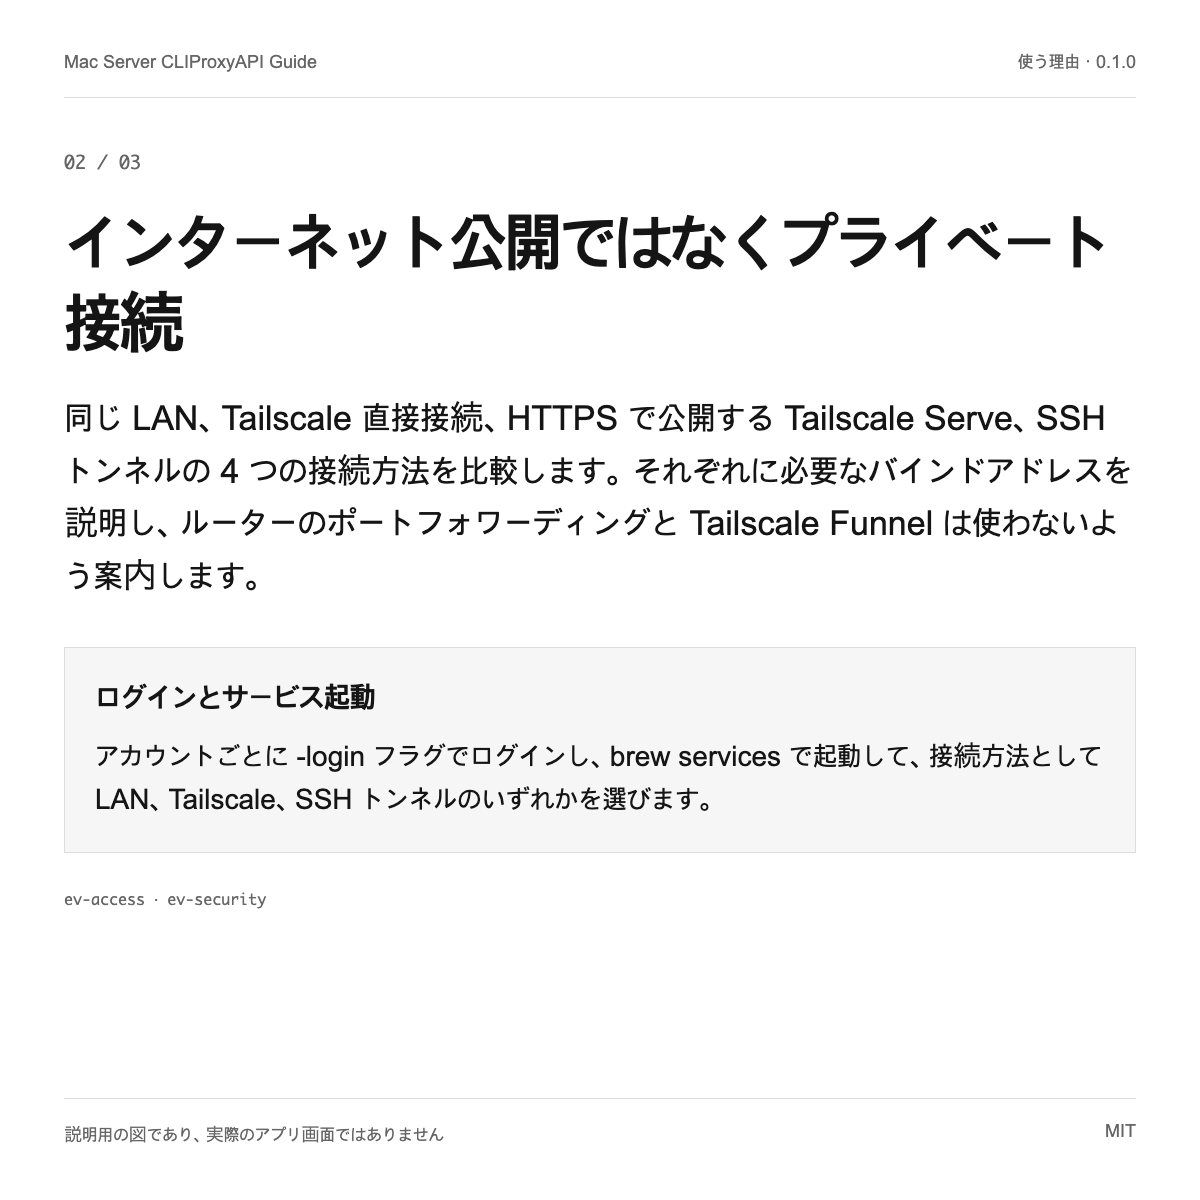 Mac Server CLIProxyAPI Guide
使う理由 · 0.1.0
02 / 03
インターネット公開ではなくプライベート
接続
同じ LAN、Tailscale 直接接続、HTTPS で公開する Tailscale Serve、SSH
トンネルの 4 つの接続方法を比較します。それぞれに必要なバインドアドレスを
説明し、ルーターのポートフォワーディングと Tailscale Funnel は使わないよ
う案内します。
ログインとサービス起動
アカウントごとに -login フラグでログインし、brew services で起動して、接続方法として
LAN、Tailscale、SSH トンネルのいずれかを選びます。
ev-access · ev-security
説明用の図であり、実際のアプリ画面ではありません
MIT